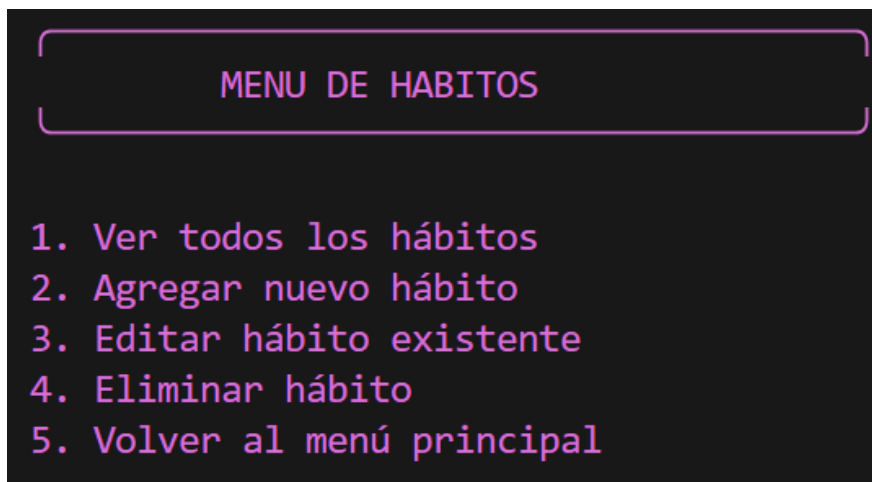 MENU DE HABITOS
1. Ver todos los hábitos
2. Agregar nuevo hábito
3. Editar hábito existente
4. Eliminar hábito
5. Volver al menú principal